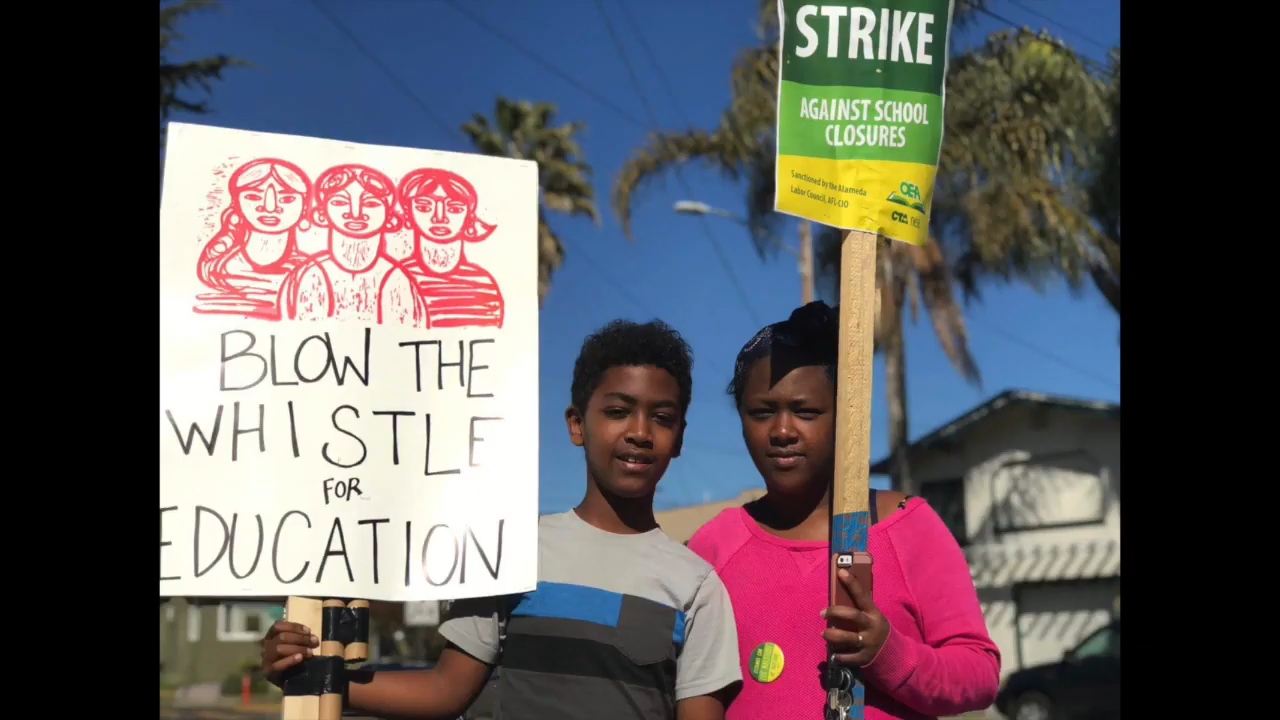 BLOW THE
WHISTLE
FOR
EDUCATION
STRIKE
AGAINST SCHOOL
CLOSURES
Sanctioned by the Alameda
Labor Council, AFL-CIO
OEA
CTA nea